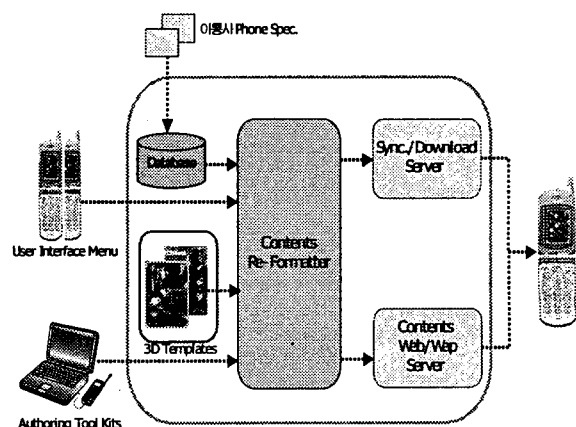 이통사 Phone Spec.
Database
Sync./Download
Server
User Interface Menu
Contents
Re-Formatter
3D Templates
Contents
Web/Wap
Server
Authoring Tool Kits